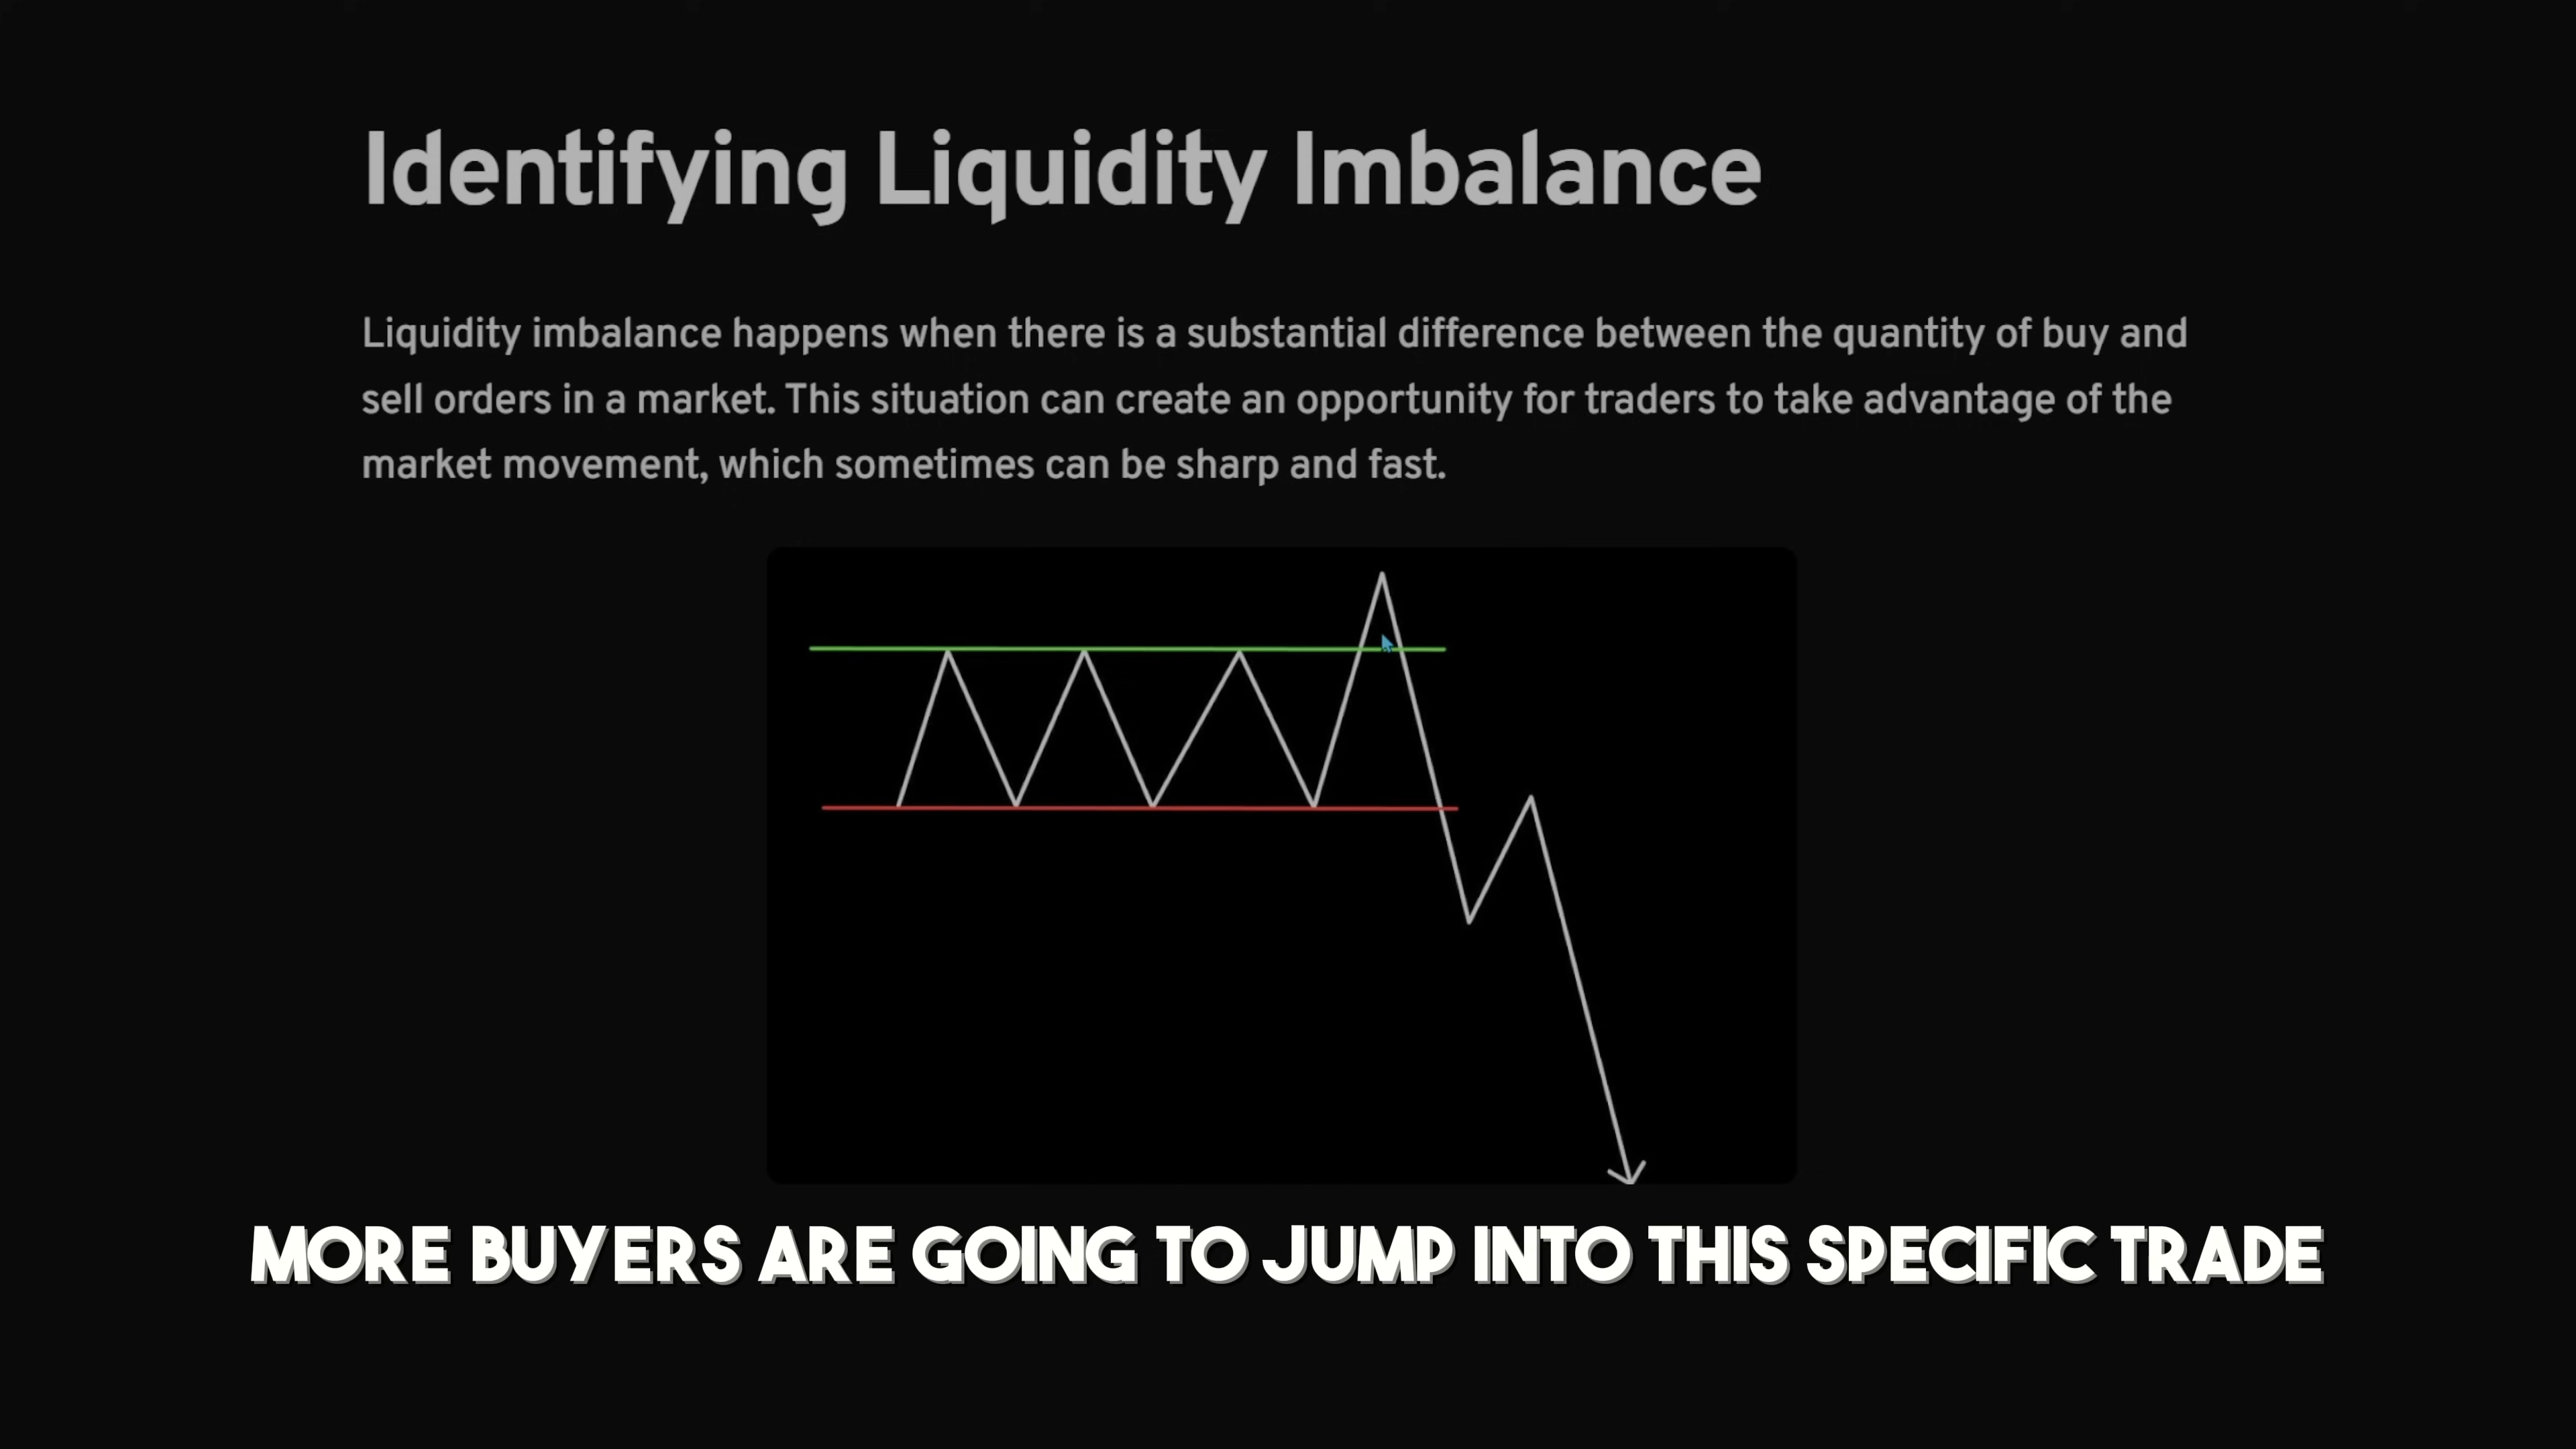 Identifying Liquidity Imbalance
Liquidity imbalance happens when there is a substantial difference between the quantity of buy and
sell orders in a market. This situation can create an opportunity for traders to take advantage of the
market movement, which sometimes can be sharp and fast.
MORE BUYERS ARE GOING TO JUMP INTO THIS SPECIFIC TRADE